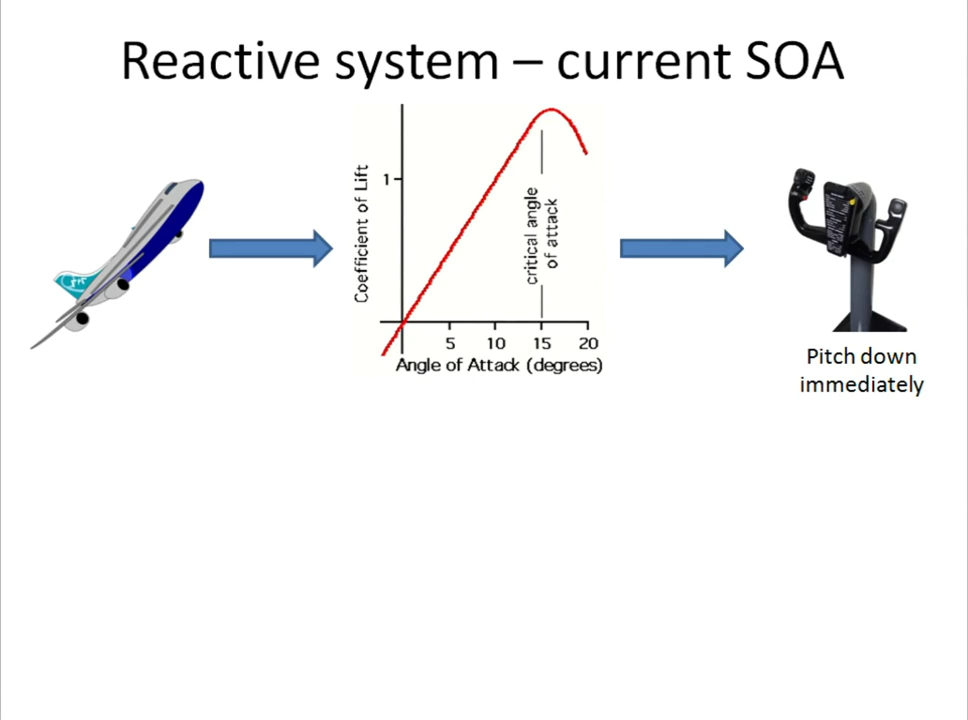 Reactive system – current SOA
Coefficient of Lift
1
critical angle
of attack
5 10 15 20
Angle of Attack (degrees)
Pitch down
immediately